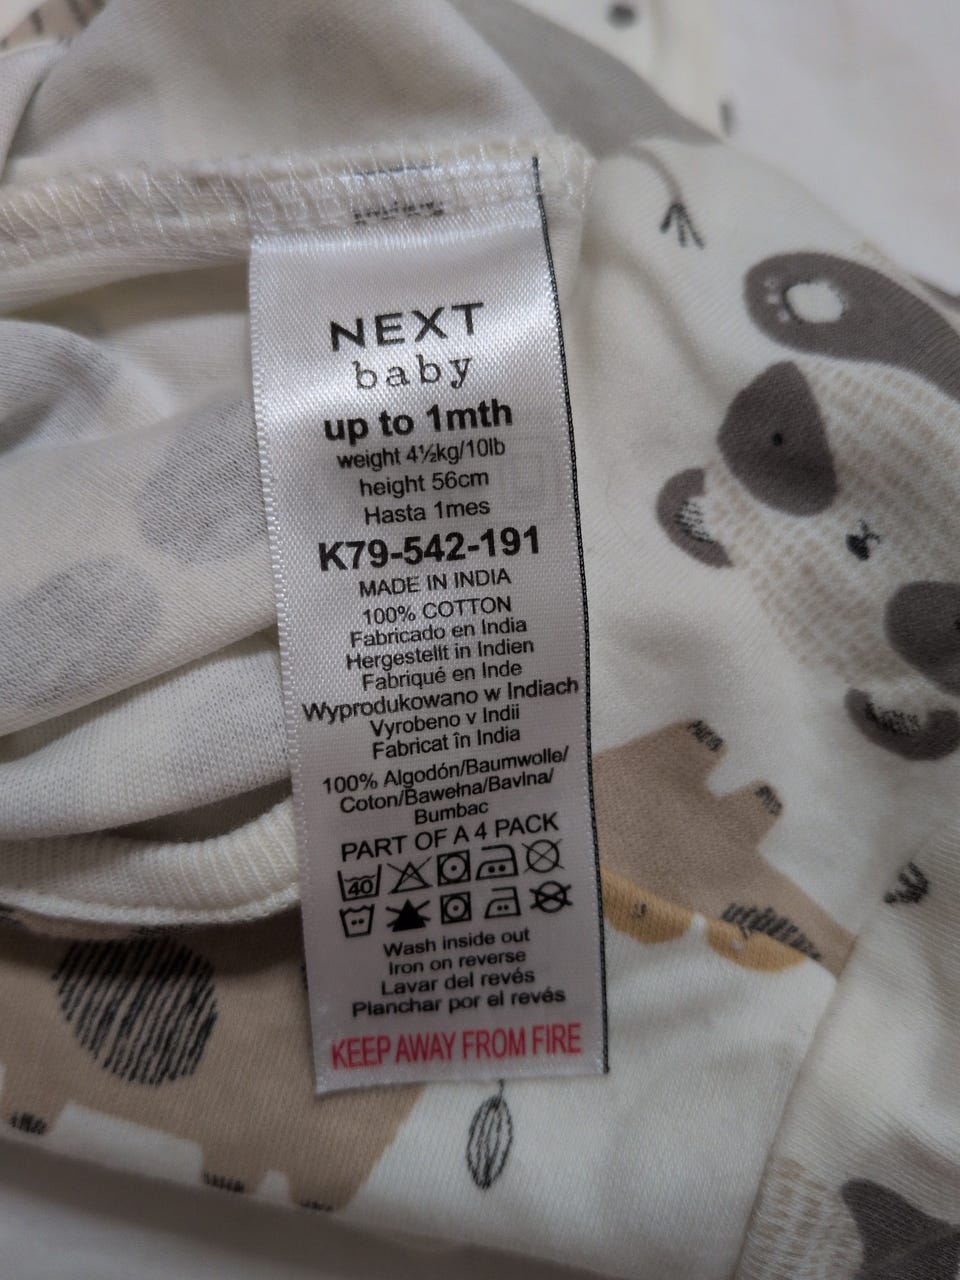 NEXT
baby
up to 1mth
weight 4½kg/10lb
height 56cm
Hasta 1mes
K79-542-191
MADE IN INDIA
100% COTTON
Fabricado en India
Hergestellt in Indien
Fabriqué en Inde
Wyprodukowano w Indiach
Vyrobeno v Indii
Fabricat în India
100% Algodón/Baumwolle/
Coton/Bawełna/Bavlna/
Bumbac
PART OF A 4 PACK
40
Wash inside out
Iron on reverse
Lavar del revés
Planchar por el revés
KEEP AWAY FROM FIRE